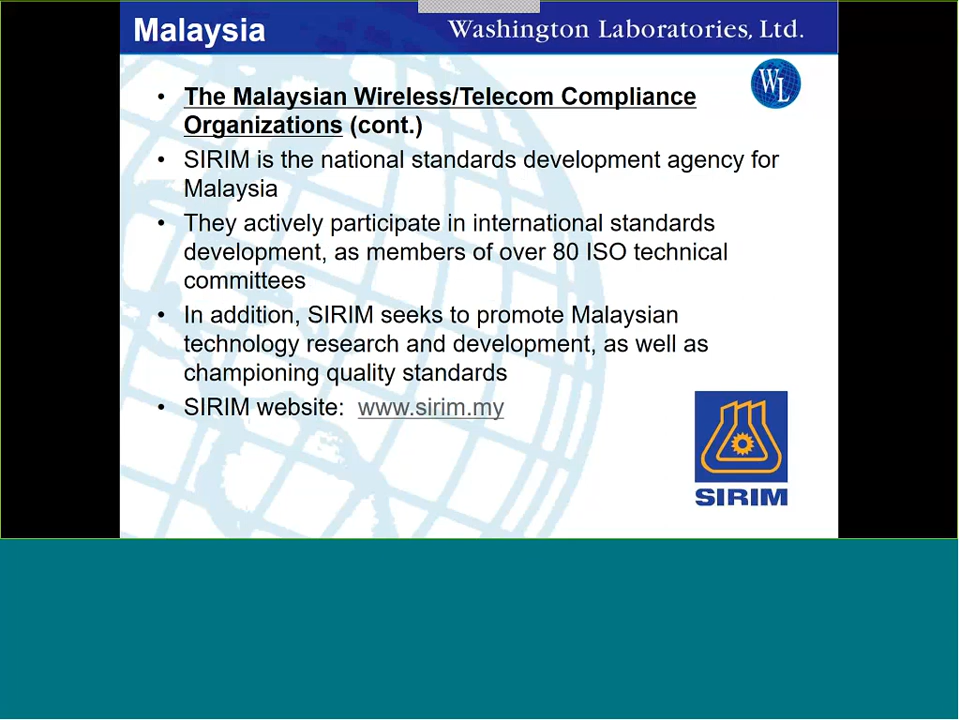 Malaysia
Washington Laboratories, Ltd.
WL
• The Malaysian Wireless/Telecom Compliance
Organizations (cont.)
• SIRIM is the national standards development agency for
Malaysia
• They actively participate in international standards
development, as members of over 80 ISO technical
committees
• In addition, SIRIM seeks to promote Malaysian
technology research and development, as well as
championing quality standards
• SIRIM website: www.sirim.my
SIRIM